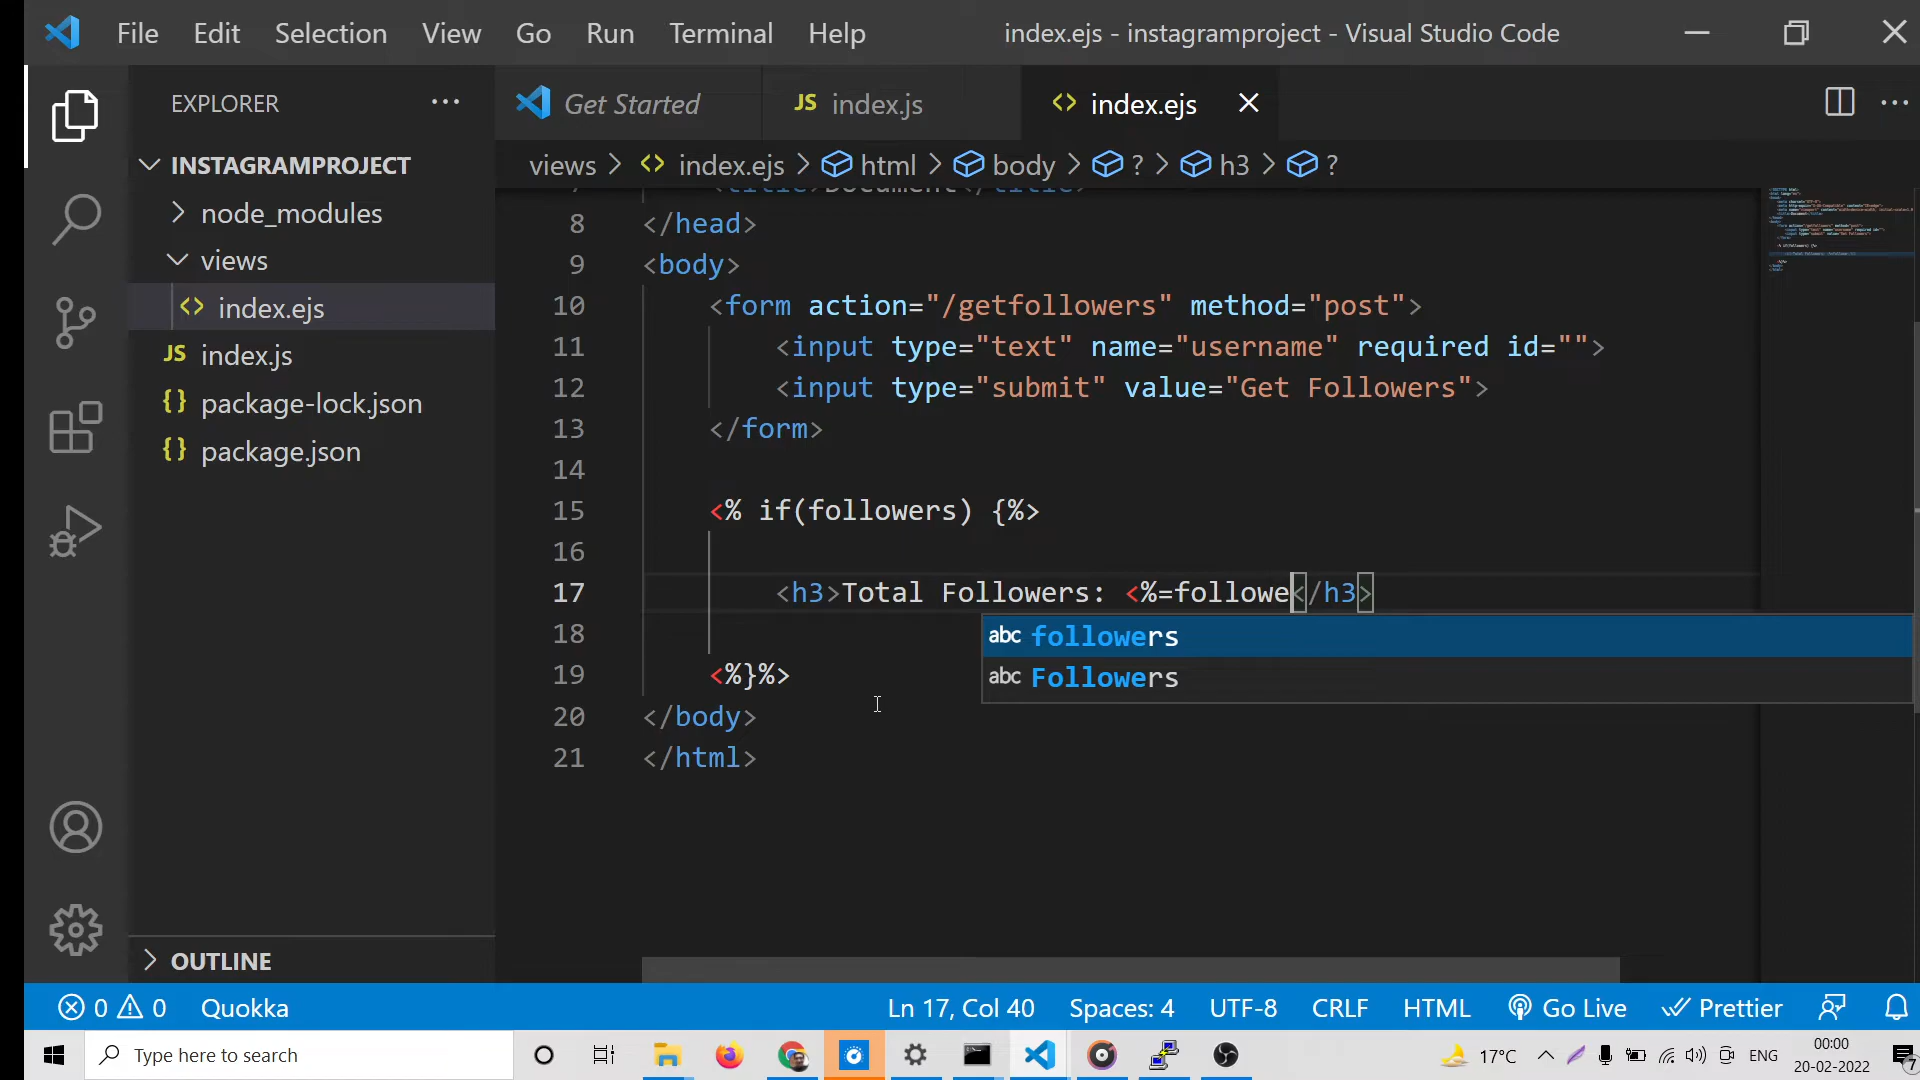 File Edit Selection View Go Run Terminal Help index.ejs - instagramproject - Visual Studio Code
EXPLORER
Get Started
JS index.js
index.ejs
INSTAGRAMPROJECT
node_modules
views
index.ejs
JS index.js
{} package-lock.json
{} package.json
OUTLINE
views > index.ejs > html > body > ? > h3 > ?
7 <title>Document</title>
8 </head>
9 <body>
10 <form action="/getfollowers" method="post">
11 <input type="text" name="username" required id="">
12 <input type="submit" value="Get Followers">
13 </form>
14
15 <% if(followers) {%>
16
17 <h3>Total Followers: <%=followe</h3>
abc followers
abc Followers
18
19 <%}%>
20 </body>
21 </html>
0 0 Quokka Ln 17, Col 40 Spaces: 4 UTF-8 CRLF HTML Go Live Prettier
Type here to search 17°C ENG 00:00
20-02-2022
7